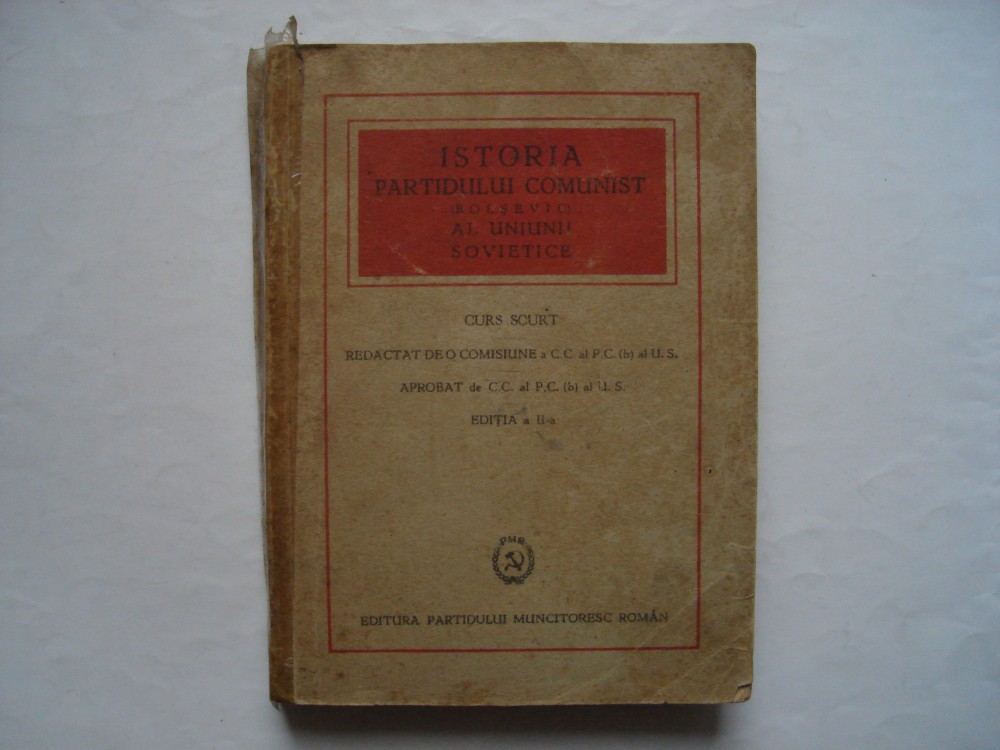 ISTORIA
PARTIDULUI COMUNIST
(BOLȘEVIC)
AL UNIUNII
SOVIETICE
CURS SCURT
REDACTAT DE O COMISIUNE a C.C. al P.C. (b) al U.S.
APROBAT de C.C. al P.C. (b) al U.S.
EDIȚIA a II-a
PMR
EDITURA PARTIDULUI MUNCITORESC ROMÂN